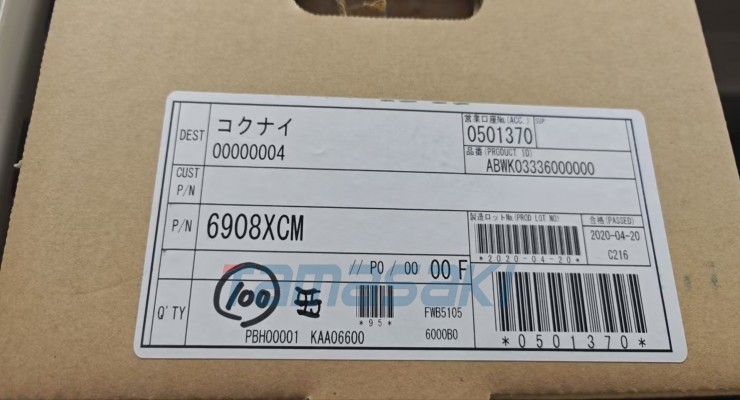 DEST
コクナイ
00000004
営業口座No.(ACC.) SUP
0501370
品番(PRODUCT ID)
ABWK03336000000
CUST
P/N
P/N
6908XCM
製造ロットNo.(PROD LOT NO)
*2020-04-20*
合格(PASSED)
2020-04-20
C216
// P0 / 00 00 F
Tamasaki
Q'TY
100
*95*
FWB5105
6000B0
PBH00001 KAA06600
*0501370*